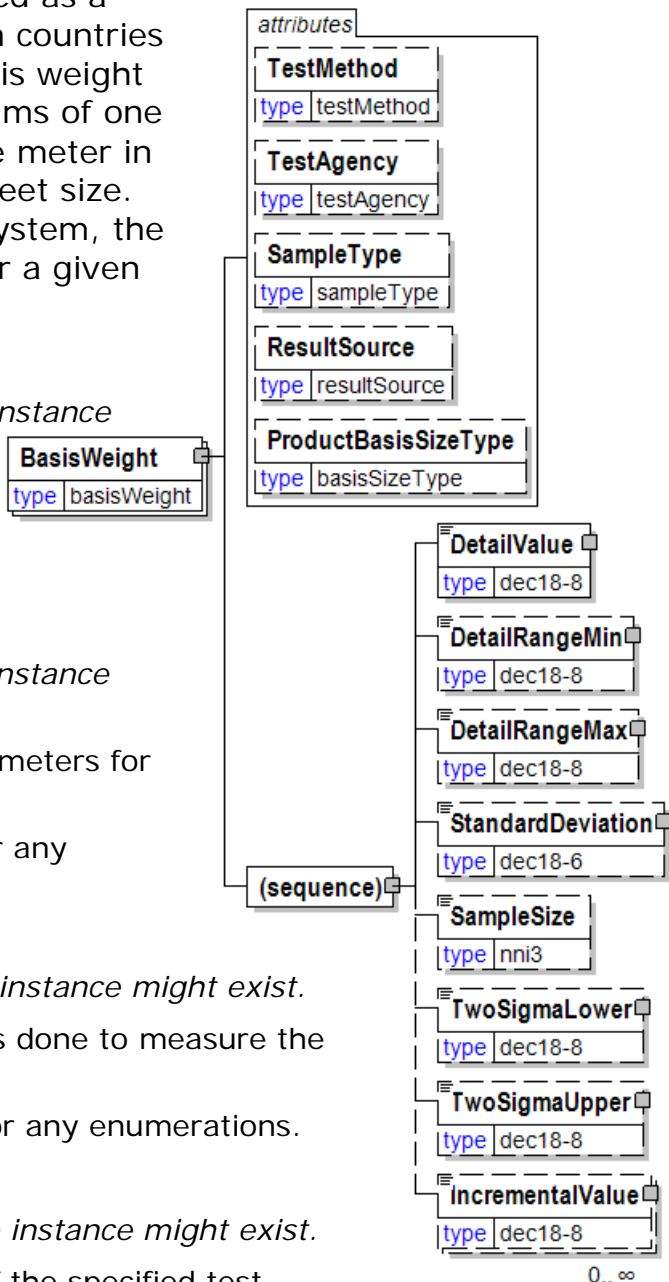 ed as a
countries
is weight
ms of one
meter in
eet size.
ystem, the
r a given
nstance
meters for
r any
instance might exist.
s done to measure the
or any enumerations.
instance might exist.
the specified test
attributes
TestMethod
type testMethod
TestAgency
type testAgency
SampleType
type sampleType
ResultSource
type resultSource
ProductBasisSizeType
type basisSizeType
BasisWeight
type basisWeight
nstance
(sequence)
DetailValue
type dec18-8
DetailRangeMin
type dec18-8
DetailRangeMax
type dec18-8
StandardDeviation
type dec18-6
SampleSize
type nni3
TwoSigmaLower
type dec18-8
TwoSigmaUpper
type dec18-8
IncrementalValue
type dec18-8
0..∞